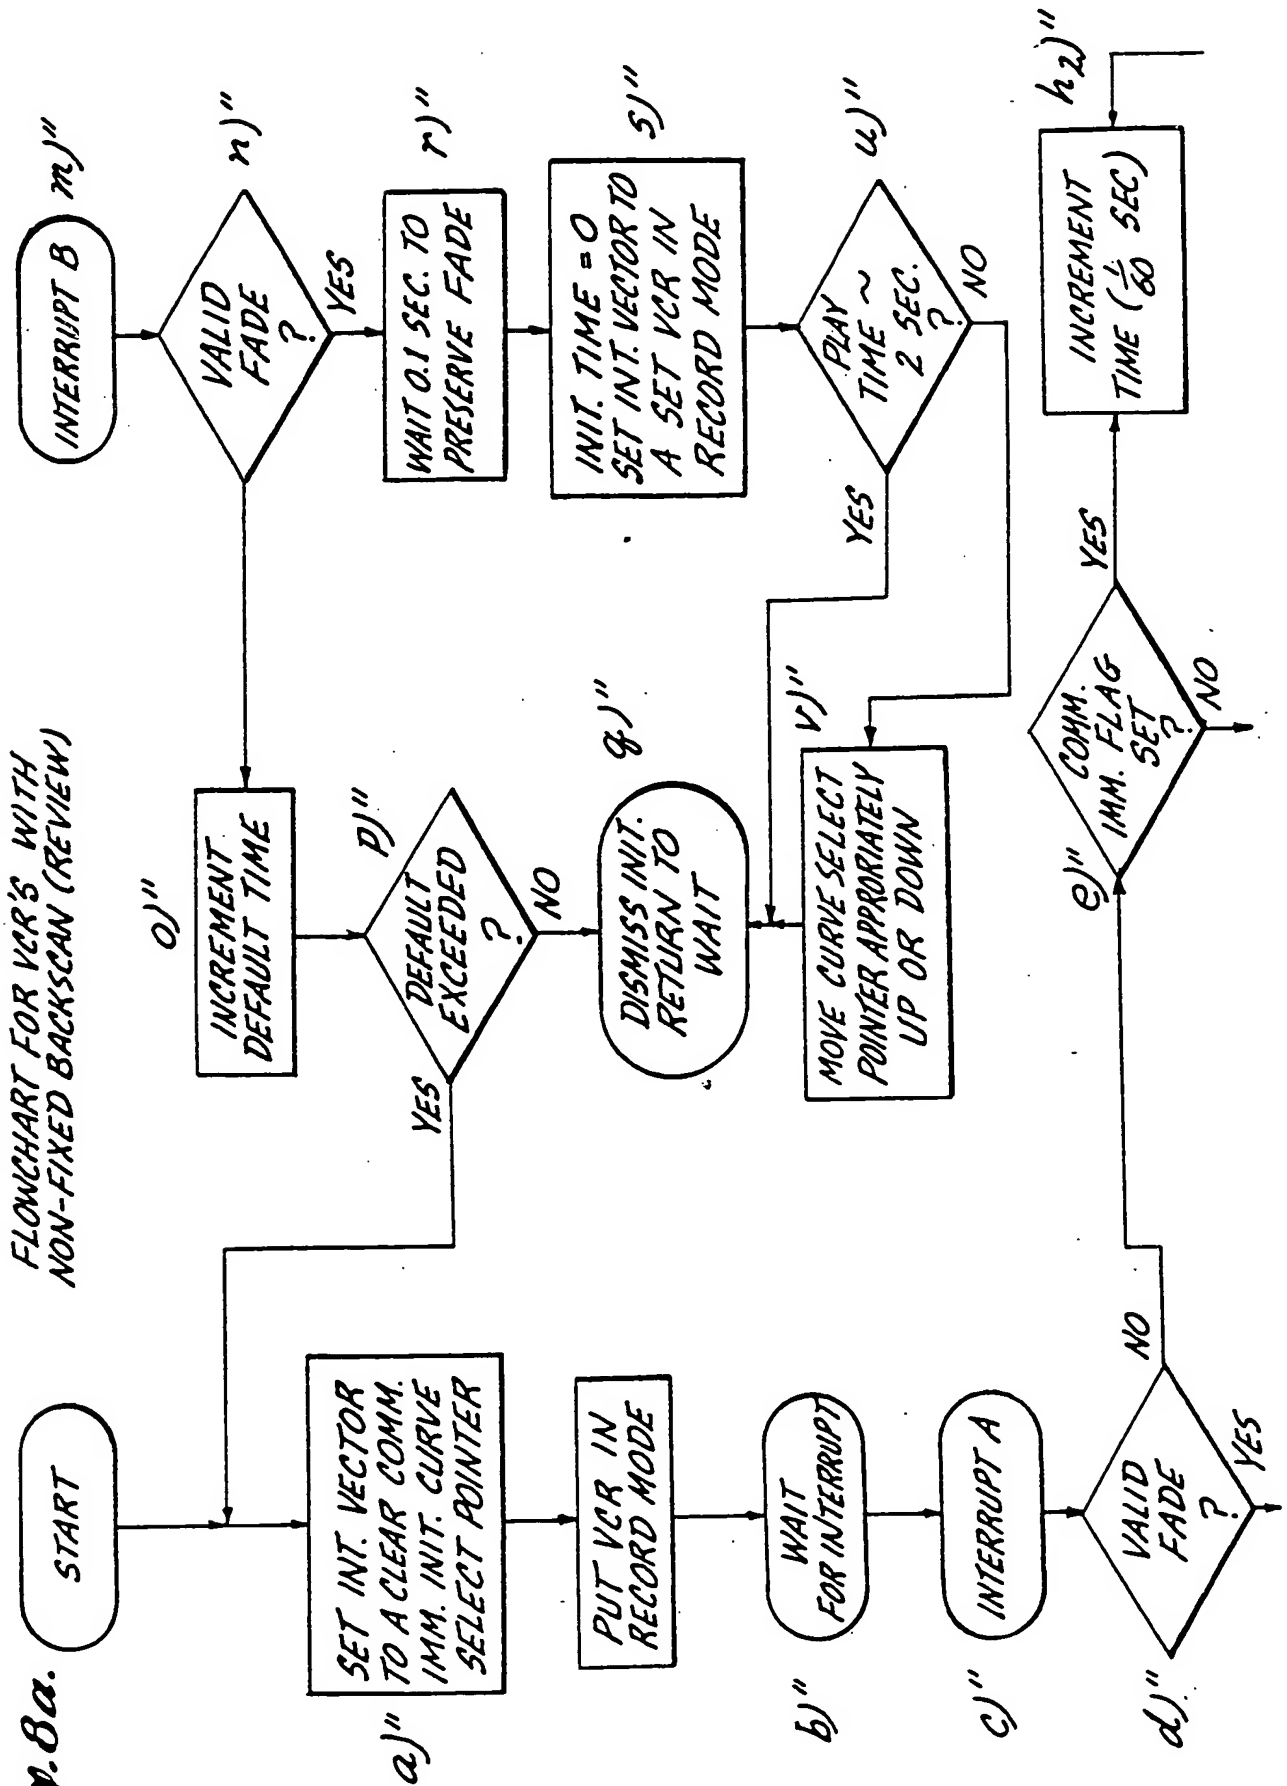 p. 8a.
FLOWCHART FOR VCR'S WITH
NON-FIXED BACKSCAN (REVIEW)
START
a)"
SET INT. VECTOR
TO A CLEAR COMM.
IMM. INIT. CURVE
SELECT POINTER
PUT VCR IN
RECORD MODE
b)"
WAIT
FOR INTERRUPT
c)"
INTERRUPT A
d)"
VALID
FADE
?
NO
YES
o)"
INCREMENT
DEFAULT TIME
p)"
DEFAULT
EXCEEDED
?
YES
NO
q)"
DISMISS INIT.
RETURN TO
WAIT
v)"
MOVE CURVE SELECT
POINTER APPORIATELY
UP OR DOWN
e)"
COMM.
IMM. FLAG
SET
?
YES
NO
INTERRUPT B
m)"
VALID
FADE
?
n)"
YES
WAIT 0.1 SEC. TO
PRESERVE FADE
r)"
INIT. TIME = 0
SET INT. VECTOR TO
A SET VCR IN
RECORD MODE
s)"
PLAY
TIME ~
2 SEC.
?
u)"
YES
NO
INCREMENT
TIME (1/60 SEC)
h2)"